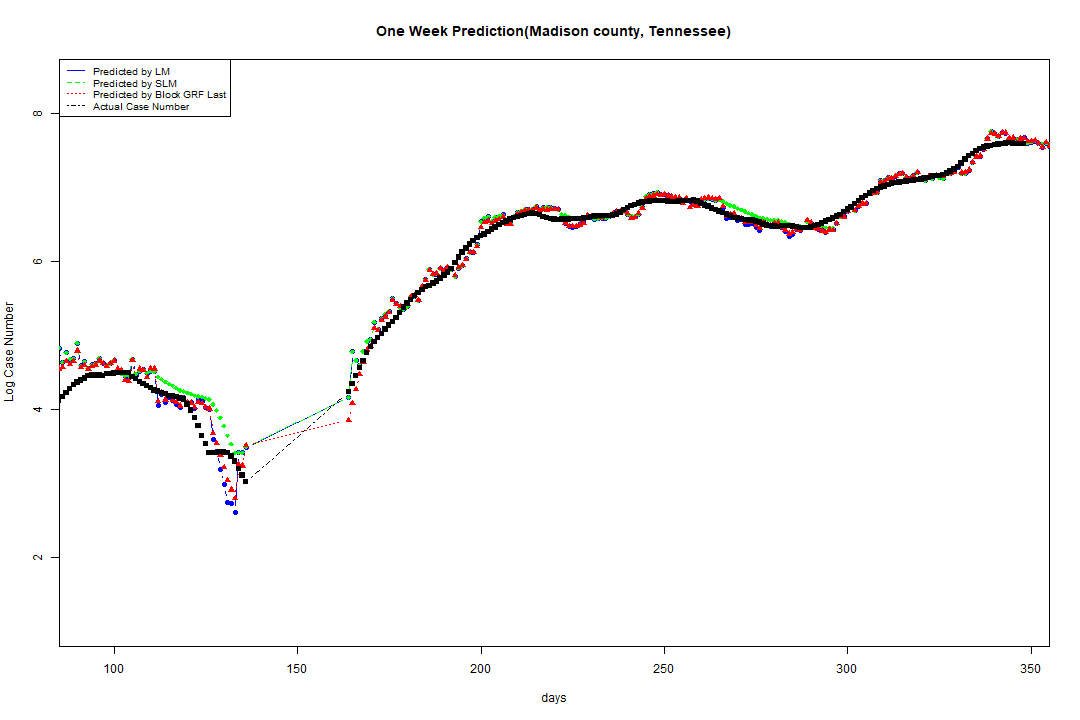 One Week Prediction(Madison county, Tennessee)
Predicted by LM
Predicted by SLM
Predicted by Block GRF Last
Actual Case Number
8
6
4
2
Log Case Number
100 150 200 250 300 350
days